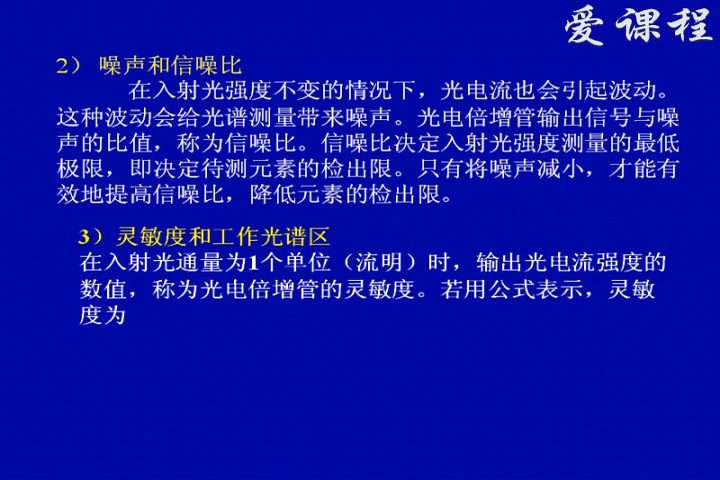 爱课程
2） 噪声和信噪比
在入射光强度不变的情况下，光电流也会引起波动。
这种波动会给光谱测量带来噪声。光电倍增管输出信号与噪
声的比值，称为信噪比。信噪比决定入射光强度测量的最低
极限，即决定待测元素的检出限。只有将噪声减小，才能有
效地提高信噪比，降低元素的检出限。
3）灵敏度和工作光谱区
在入射光通量为1个单位（流明）时，输出光电流强度的
数值，称为光电倍增管的灵敏度。若用公式表示，灵敏
度为